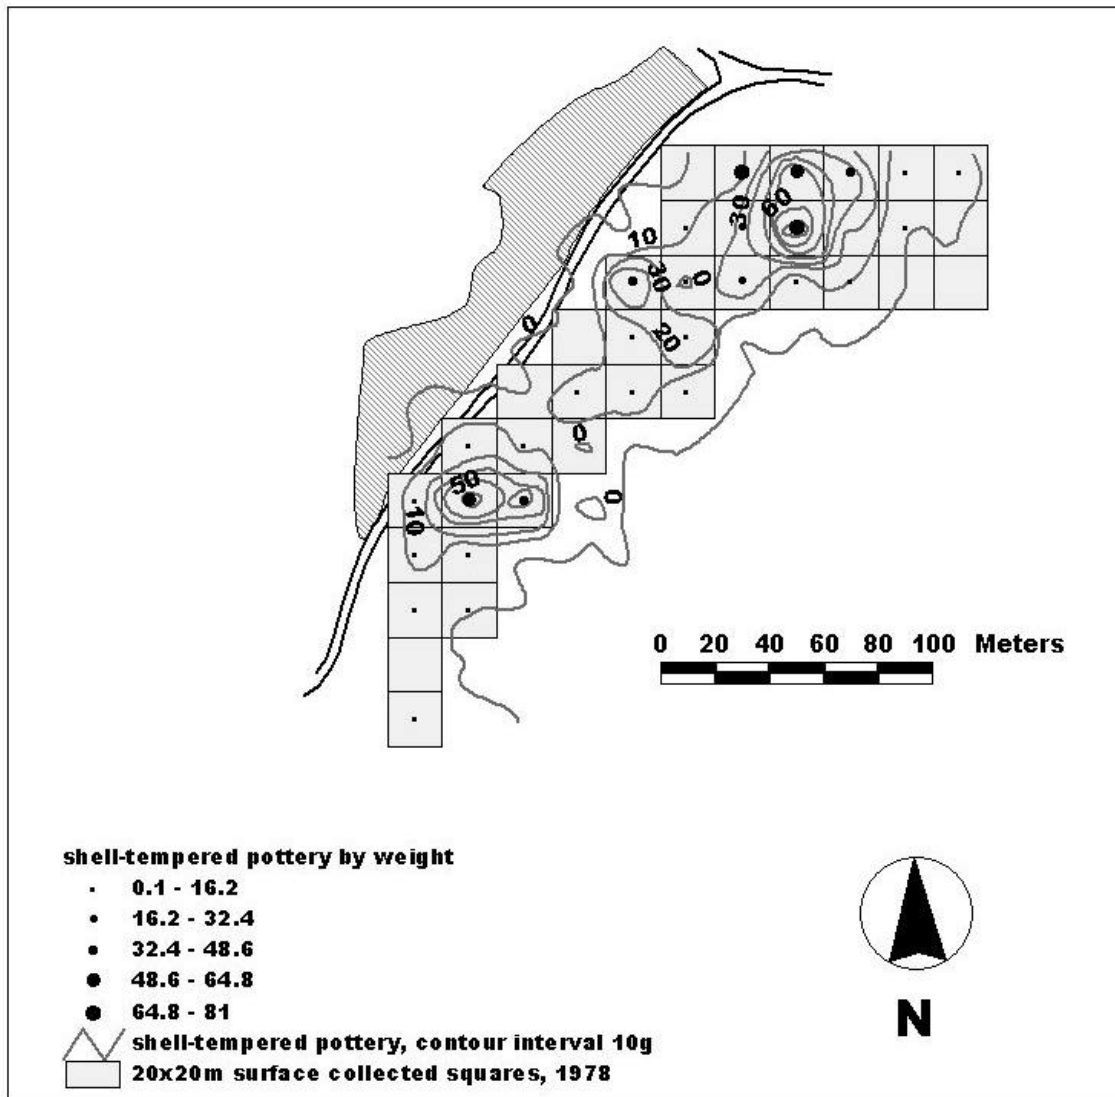 60
30
10
30
0
20
0
0
50
0
10
0 20 40 60 80 100 Meters
shell-tempered pottery by weight
0.1 - 16.2
16.2 - 32.4
32.4 - 48.6
48.6 - 64.8
64.8 - 81
shell-tempered pottery, contour interval 10g
20x20m surface collected squares, 1978
N